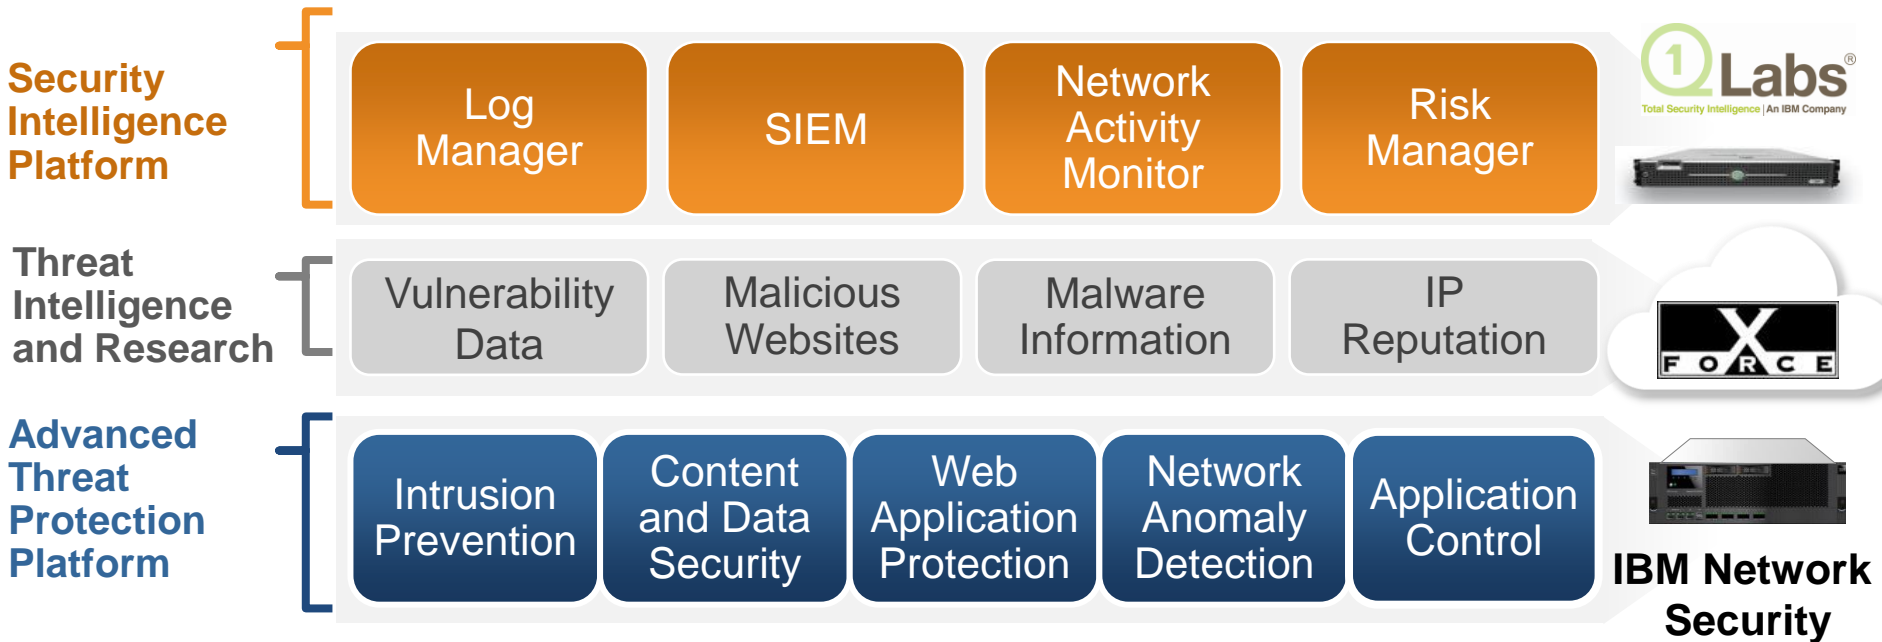 Security
Intelligence
Platform
Log
Manager
SIEM
Network
Activity
Monitor
Risk
Manager
Q1 Labs®
Total Security Intelligence | An IBM Company
Threat
Intelligence
and Research
Vulnerability
Data
Malicious
Websites
Malware
Information
IP
Reputation
X
FORCE
Advanced
Threat
Protection
Platform
Intrusion
Prevention
Content
and Data
Security
Web
Application
Protection
Network
Anomaly
Detection
Application
Control
IBM Network
Security